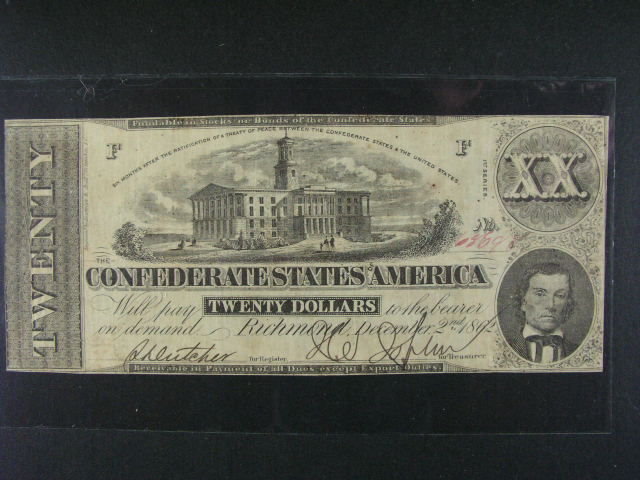 Fundable in Stocks or Bonds of the Confederate States
SIX MONTHS AFTER THE RATIFICATION OF A TREATY OF PEACE BETWEEN THE CONFEDERATE STATES & THE UNITED STATES.
TWENTY
F
F
1st SERIES.
XX
No.
THE
CONFEDERATE STATES OF AMERICA
Will pay TWENTY DOLLARS to the bearer
on demand. Richmond, December 2nd, 1862
for Register. for Treasurer
Receivable in Payment of all Dues except Export Duties.